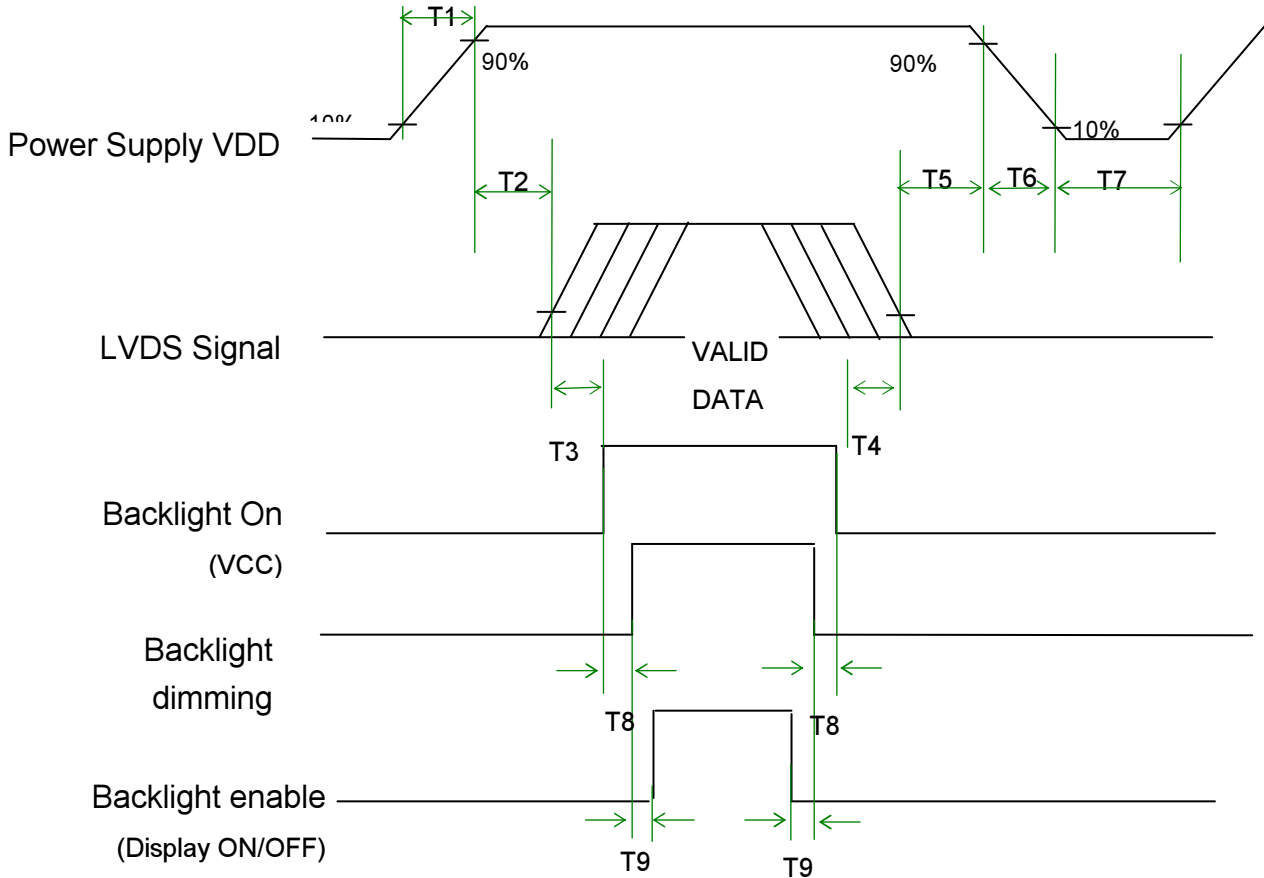 T1
90%
90%
10%
Power Supply VDD
10%
T2
T5
T6
T7
LVDS Signal
VALID
DATA
T3
T4
Backlight On
(VCC)
Backlight
dimming
T8
T8
Backlight enable
(Display ON/OFF)
T9
T9